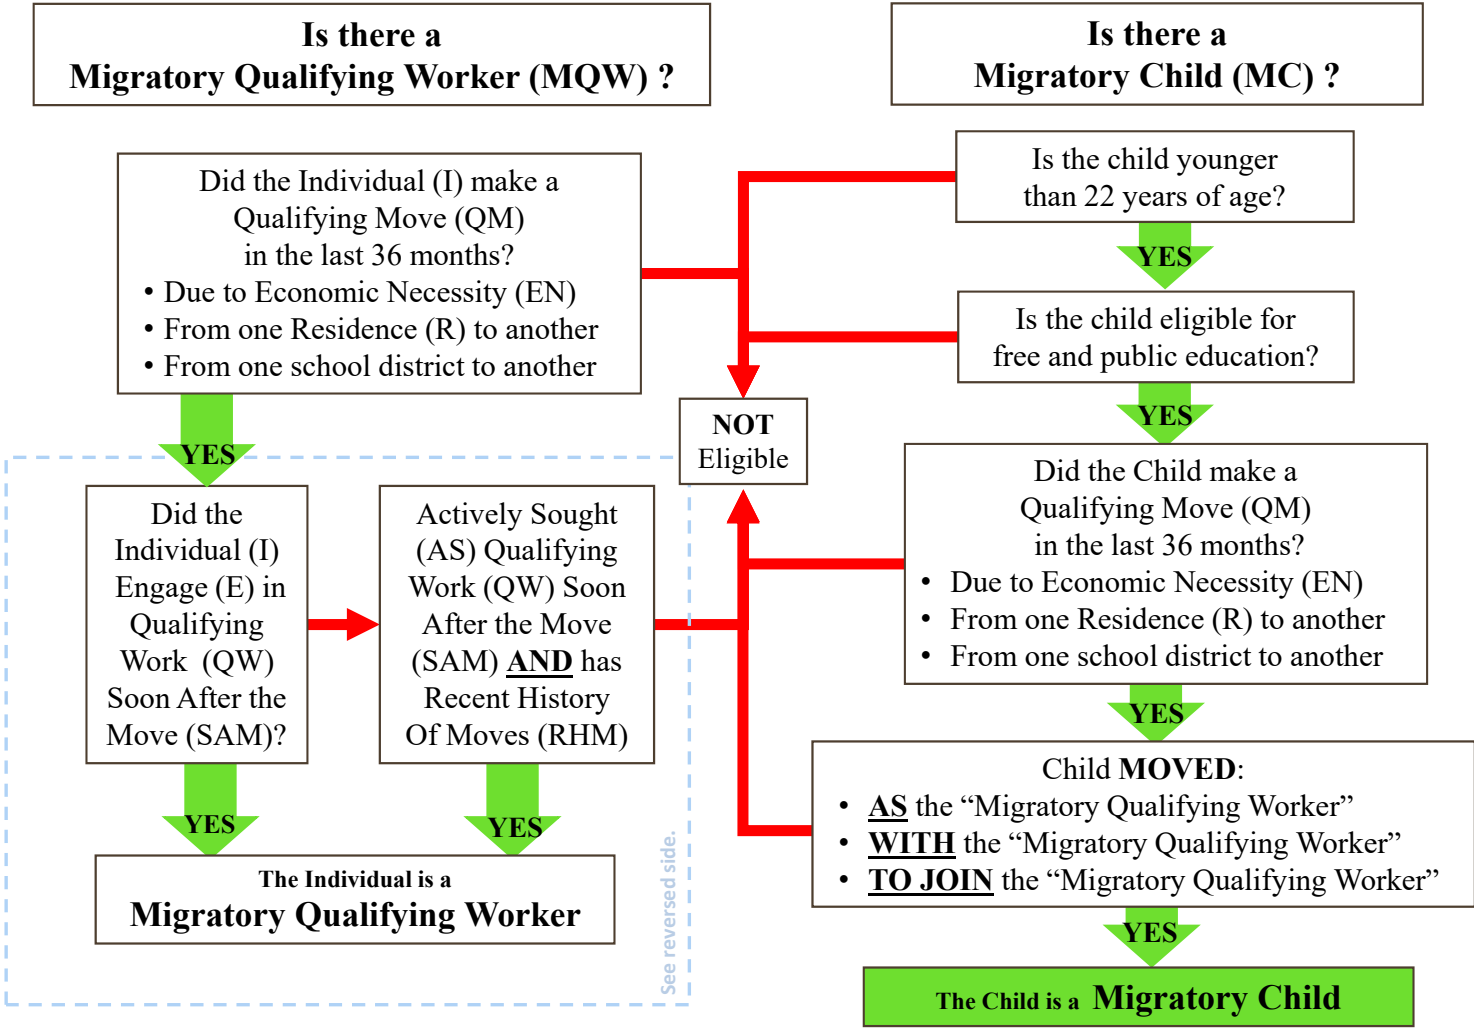 Is there a
Migratory Qualifying Worker (MQW) ?
Did the Individual (I) make a
Qualifying Move (QM)
in the last 36 months?
• Due to Economic Necessity (EN)
• From one Residence (R) to another
• From one school district to another
YES
Did the
Individual (I)
Engage (E) in
Qualifying
Work (QW)
Soon After the
Move (SAM)?
Actively Sought
(AS) Qualifying
Work (QW) Soon
After the Move
(SAM) AND has
Recent History
Of Moves (RHM)
YES
YES
The Individual is a
Migratory Qualifying Worker
See reversed side.
NOT
Eligible
Is there a
Migratory Child (MC) ?
Is the child younger
than 22 years of age?
YES
Is the child eligible for
free and public education?
YES
Did the Child make a
Qualifying Move (QM)
in the last 36 months?
• Due to Economic Necessity (EN)
• From one Residence (R) to another
• From one school district to another
YES
Child MOVED:
• AS the “Migratory Qualifying Worker”
• WITH the “Migratory Qualifying Worker”
• TO JOIN the “Migratory Qualifying Worker”
YES
The Child is a Migratory Child